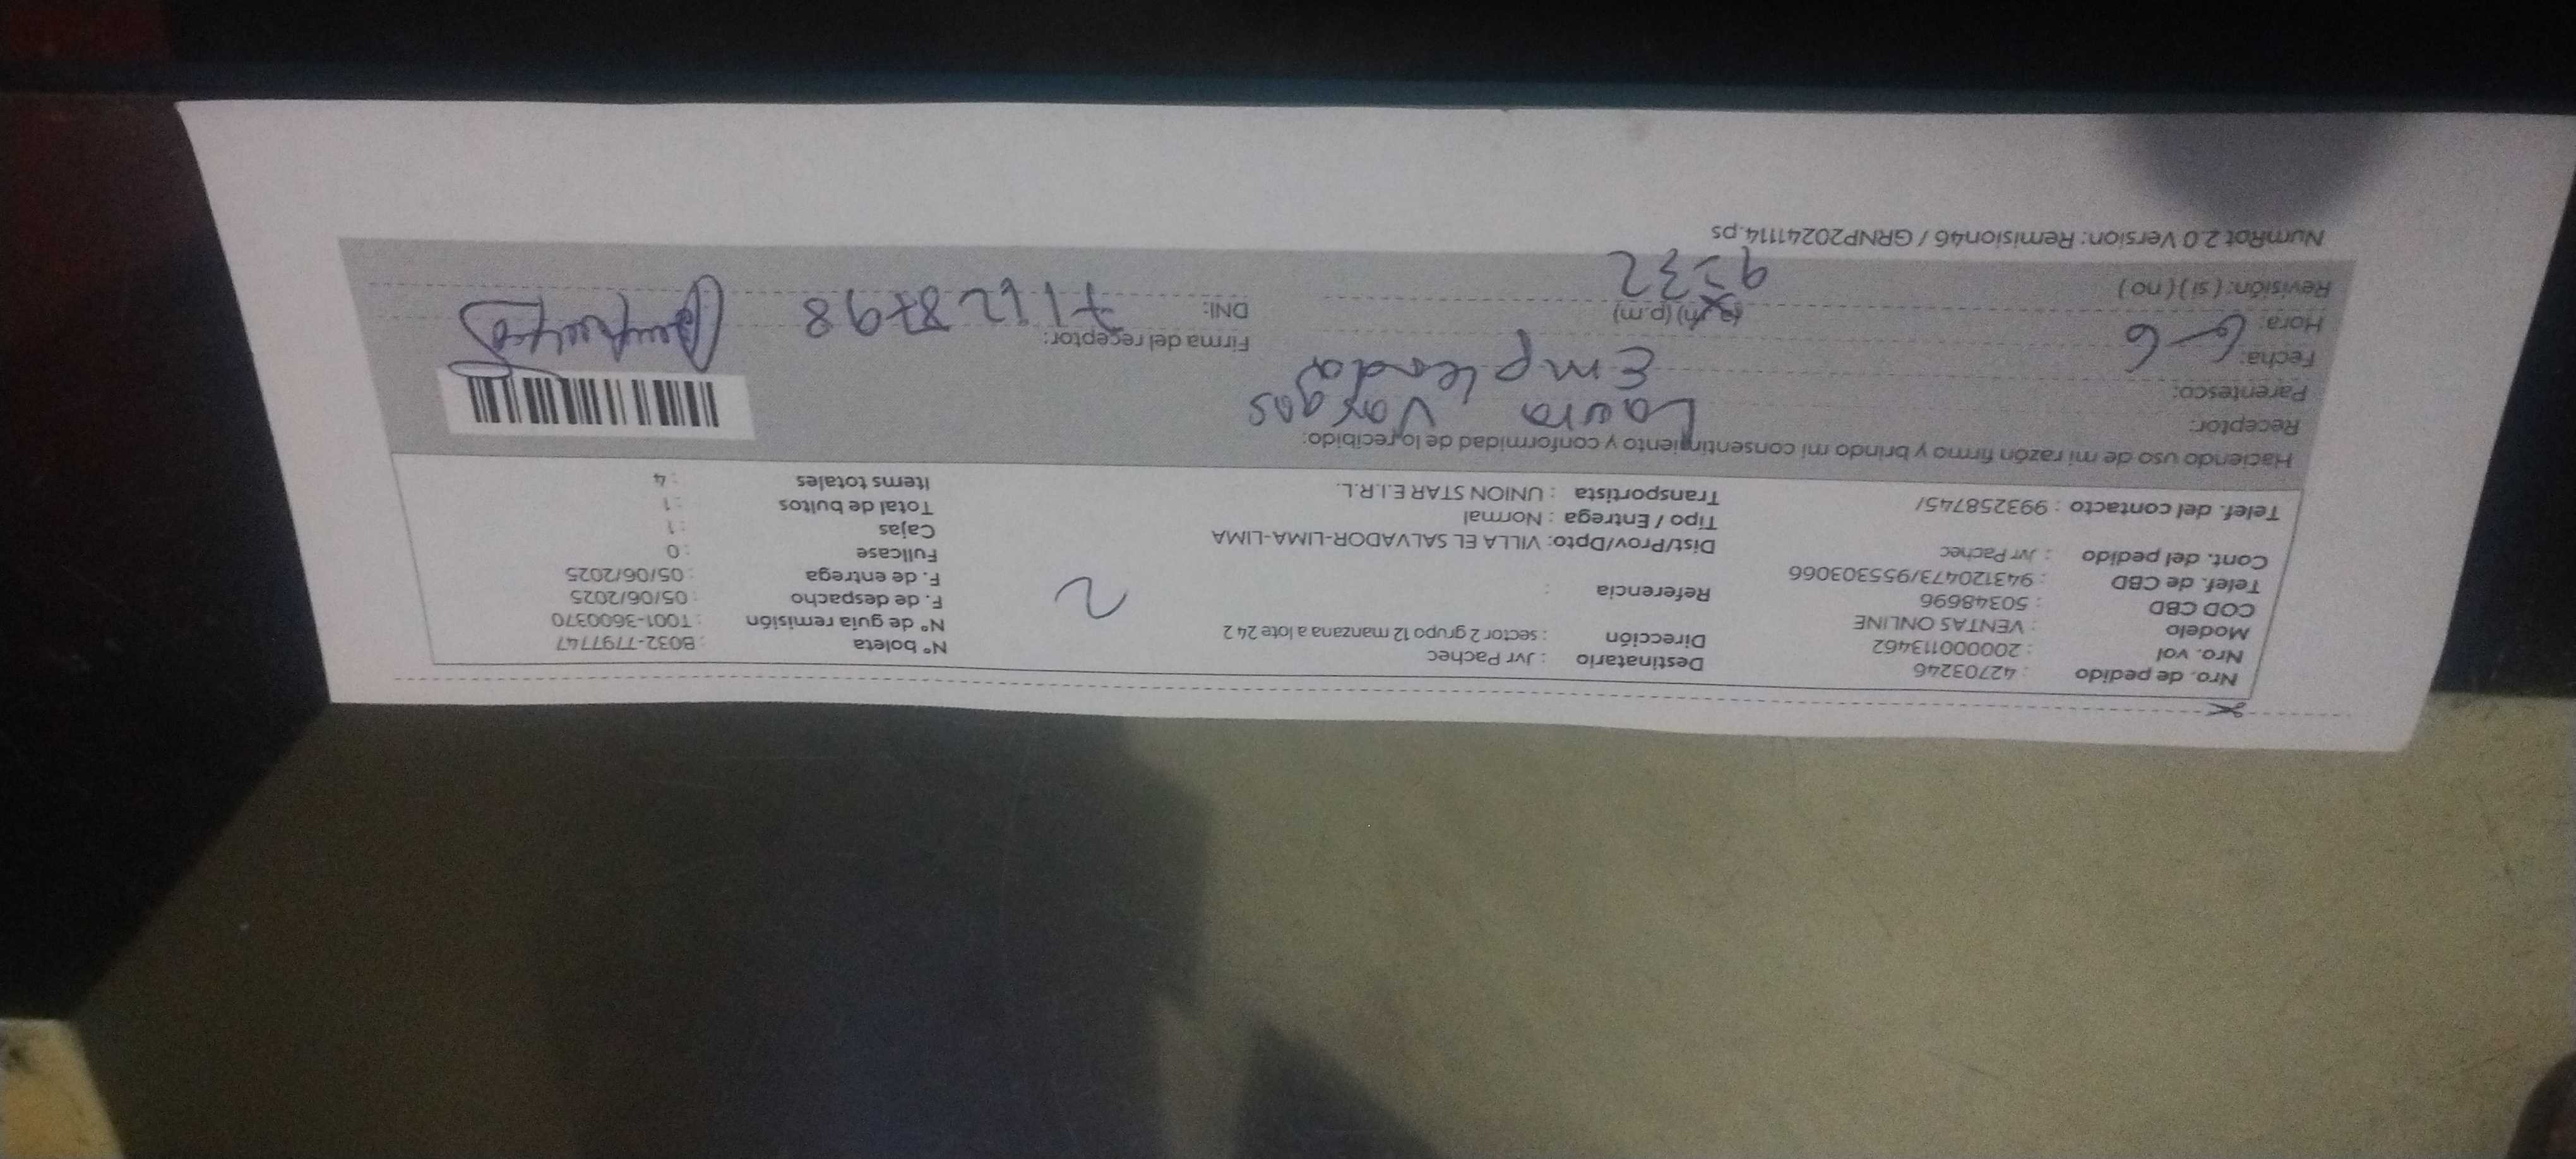 Nro. de pedido : 42703246
Nro. vol : 20000113462
Modelo : VENTAS ONLINE
COD CBD : 50348696
Telef. de CBD : 943120473/955303066
Cont. del pedido : Jvr Pachec
Telef. del contacto : 993258745/
Destinatario : Jvr Pachec
Dirección : sector 2 grupo 12 manzana a lote 24 2
Referencia :
2
Dist/Prov/Dpto: VILLA EL SALVADOR-LIMA-LIMA
Tipo / Entrega : Normal
Transportista : UNION STAR E.I.R.L.
Nº boleta : B032-7797747
Nº de guia remisión : T001-3600370
F. de despacho : 05/06/2025
F. de entrega : 05/06/2025
Fullcase : 0
Cajas : 1
Total de bultos : 1
Items totales : 4
Haciendo uso de mi razón firmo y brindo mi consentimiento y conformidad de lo recibido:
Receptor: Laura Vargas
Parentesco: Empleada
Fecha: 6-6
Hora: (a.m) (p.m) 9:32
Revisión: ( si ) ( no )
Firma del receptor:
DNI: 71628798
NumRot 2.0 Version: Remision46 / GRNP20241114.ps